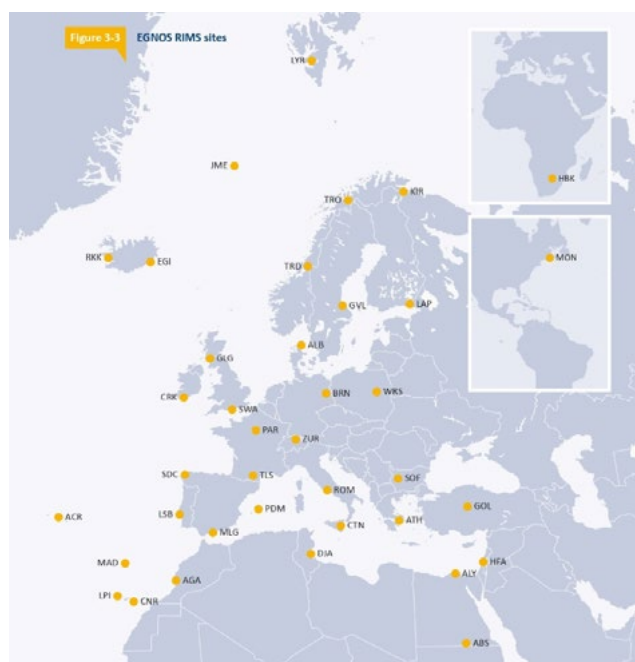 Figure 3-3 EGNOS RIMS sites
LYR
HBK
JME
KIR
TRO
MON
RKK
EGI
TRD
GVL
LAP
ALB
GLG
BRN
WRS
CRK
SWA
PAR
ZUR
SDC
TLS
SOF
ROM
GOL
PDM
ACR
LSB
ATH
CTN
MLG
DJA
MAD
HFA
ALY
AGA
LPI
CNR
ABS